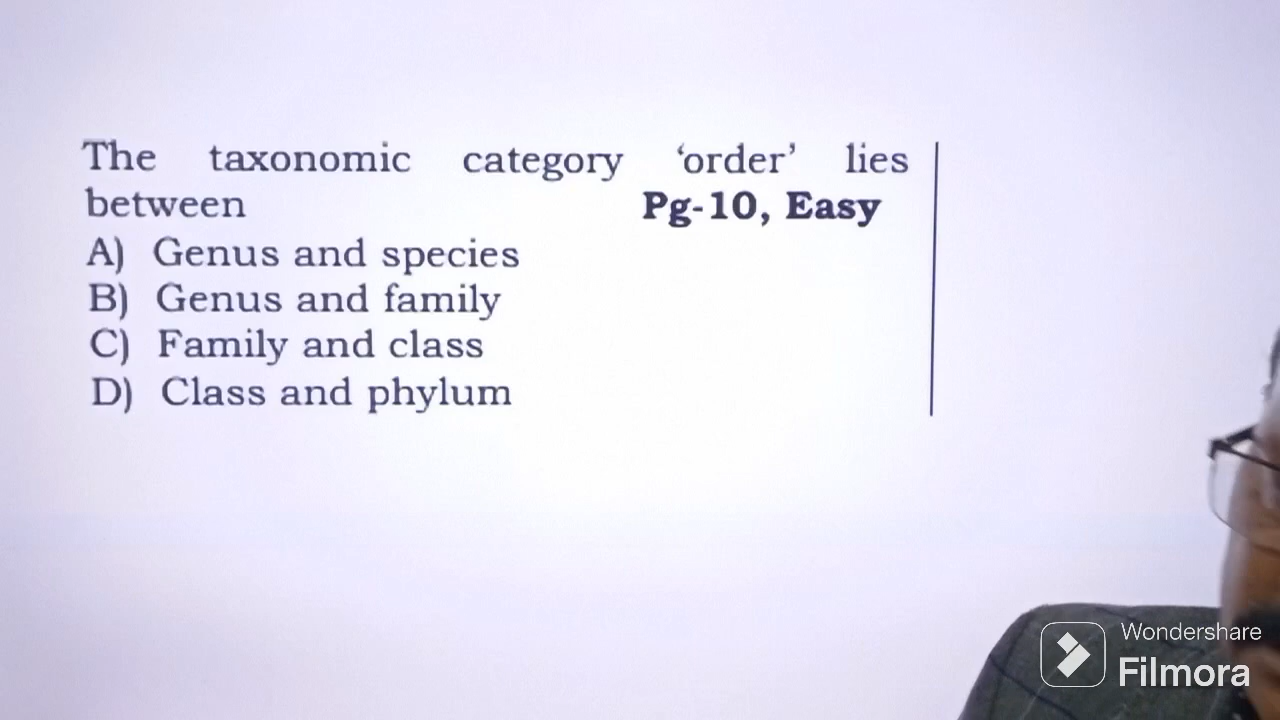 The taxonomic category ‘order’ lies
between Pg-10, Easy
A) Genus and species
B) Genus and family
C) Family and class
D) Class and phylum
Wondershare
Filmora